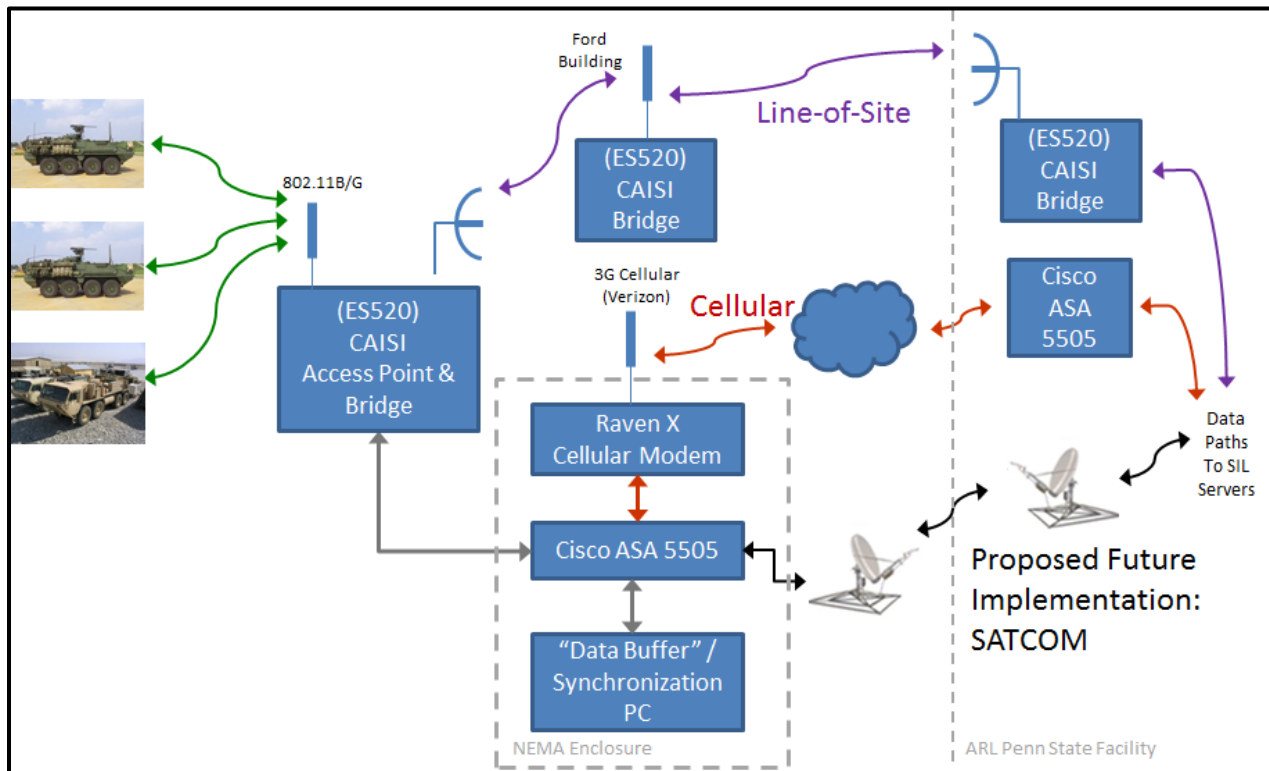 Ford
Building
Line-of-Site
(ES520)
CAISI
Bridge
(ES520)
CAISI
Bridge
802.11B/G
(ES520)
CAISI
Access Point &
Bridge
3G Cellular
(Verizon)
Cellular
Cisco
ASA
5505
Raven X
Cellular Modem
Data
Paths
To SIL
Servers
Cisco ASA 5505
Proposed Future
Implementation:
SATCOM
“Data Buffer” /
Synchronization
PC
NEMA Enclosure
ARL Penn State Facility